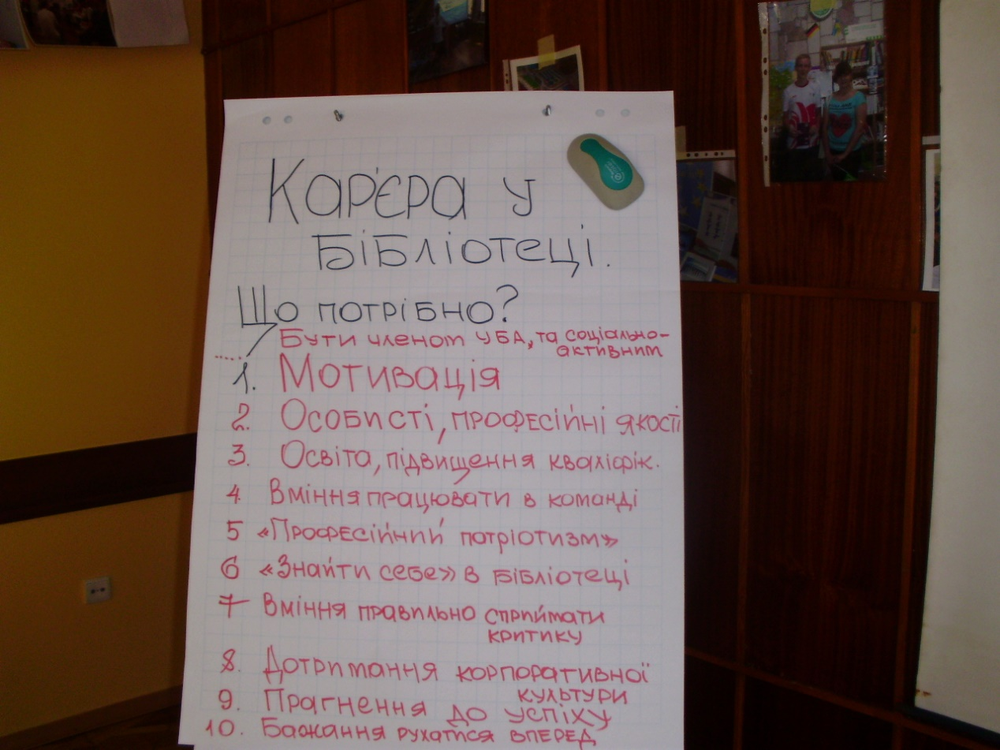 Кар'єра у
бібліотеці.
Що потрібно?
Бути членом УБА, та соціально-
активним
1. Мотивація
2. Особисті, професійні якості
3. Освіта, підвищення кваліфік.
4. Вміння працювати в команді
5 «Професійний потріотизм»
6 «Знайти себе» в бібліотеці
7 Вміння правильно сприймати
критику
8. Дотримання корпоративної
культури
9. Прагнення до успіху
10. Бажання рухатися вперед